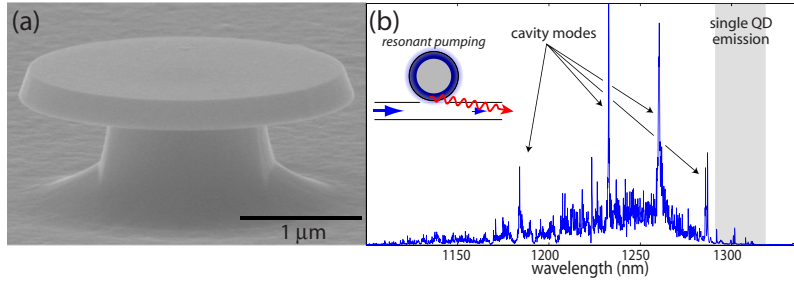 (a)
1 μm
(b)
resonant pumping
cavity modes
single QD
emission
1150
1200
1250
1300
wavelength (nm)